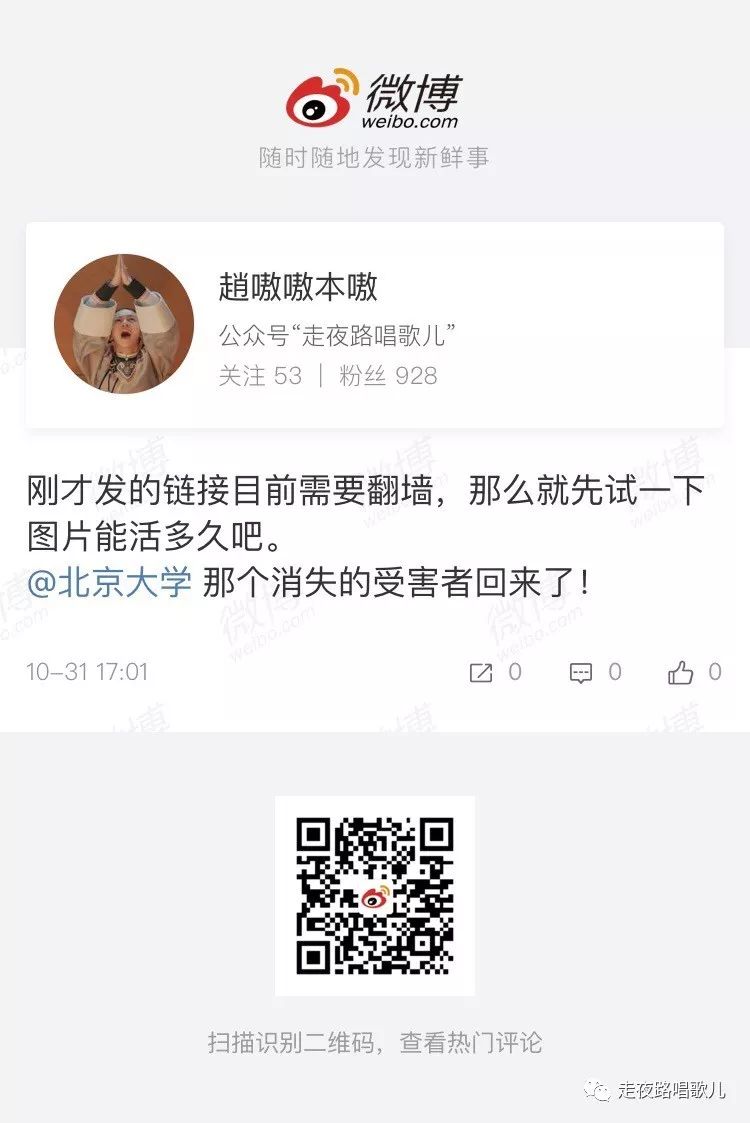 微博
weibo.com
随时随地发现新鲜事
趙嗷嗷本嗷
公众号“走夜路唱歌儿”
关注 53 | 粉丝 928
刚才发的链接目前需要翻墙，那么就先试一下
图片能活多久吧。
@北京大学 那个消失的受害者回来了！
10-31 17:01 0 0 0
扫描识别二维码，查看热门评论
走夜路唱歌儿